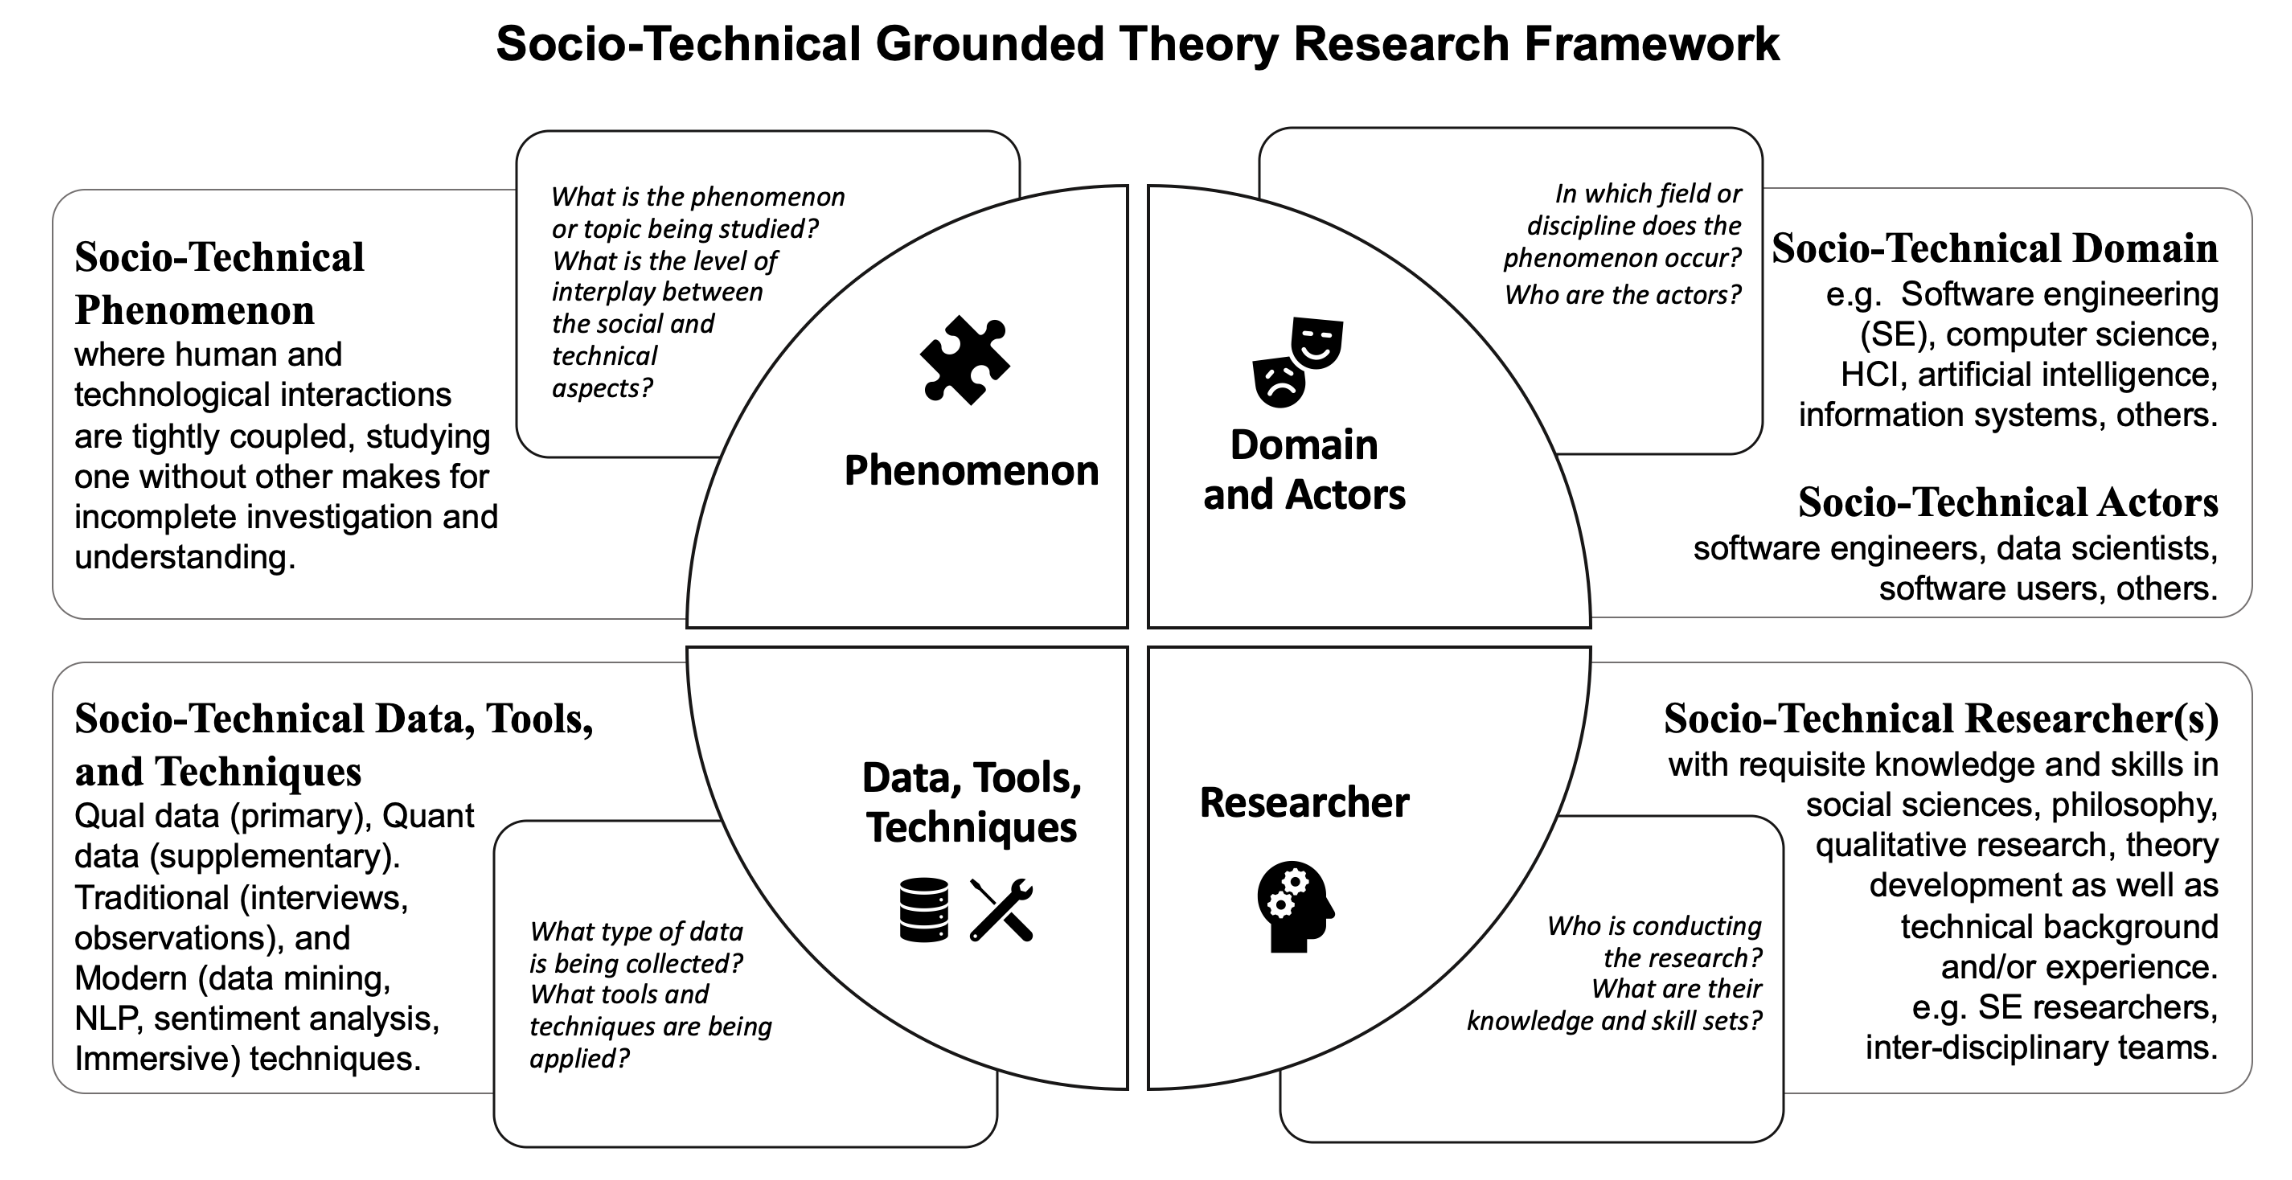 Socio-Technical Grounded Theory Research Framework
Socio-Technical
Phenomenon
where human and
technological interactions
are tightly coupled, studying
one without other makes for
incomplete investigation and
understanding.
What is the phenomenon
or topic being studied?
What is the level of
interplay between
the social and
technical
aspects?
Phenomenon
Domain
and Actors
In which field or
discipline does the
phenomenon occur?
Who are the actors?
Socio-Technical Domain
e.g.  Software engineering
(SE), computer science,
HCI, artificial intelligence,
information systems, others.
Socio-Technical Actors
software engineers, data scientists,
software users, others.
Socio-Technical Data, Tools,
and Techniques
Qual data (primary), Quant
data (supplementary).
Traditional (interviews,
observations), and
Modern (data mining,
NLP, sentiment analysis,
Immersive) techniques.
What type of data
is being collected?
What tools and
techniques are being
applied?
Data, Tools,
Techniques
Researcher
Who is conducting
the research?
What are their
knowledge and skill sets?
Socio-Technical Researcher(s)
with requisite knowledge and skills in
social sciences, philosophy,
qualitative research, theory
development as well as
technical background
and/or experience.
e.g. SE researchers,
inter-disciplinary teams.